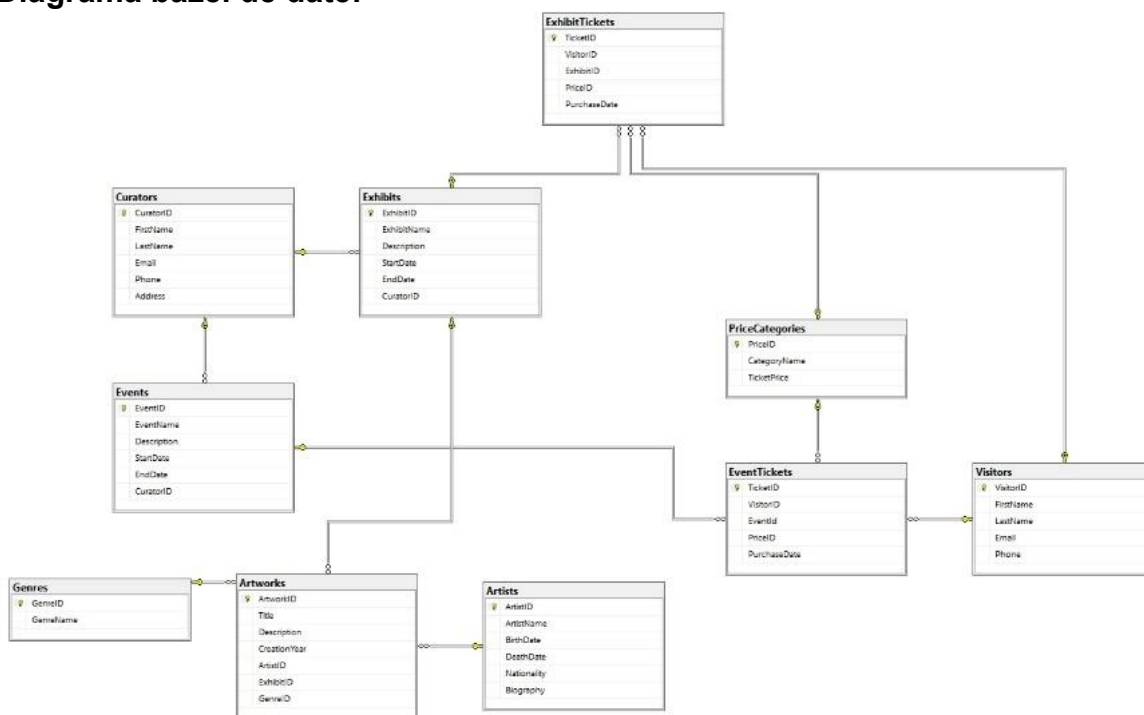 Diagrama bazei de date:
ExhibitTickets
TicketID
VisitorID
ExhibitID
PriceID
PurchaseDate
Curators
CuratorID
FirstName
LastName
Email
Phone
Address
Exhibits
ExhibitID
ExhibitName
Description
StartDate
EndDate
CuratorID
PriceCategories
PriceID
CategoryName
TicketPrice
Events
EventID
EventName
Description
StartDate
EndDate
CuratorID
EventTickets
TicketID
VisitorID
EventId
PriceID
PurchaseDate
Visitors
VisitorID
FirstName
LastName
Email
Phone
Genres
GenreID
GenreName
Artworks
ArtworkID
Title
Description
CreationYear
ArtistID
ExhibitID
GenreID
Artists
ArtistID
ArtistName
BirthDate
DeathDate
Nationality
Biography